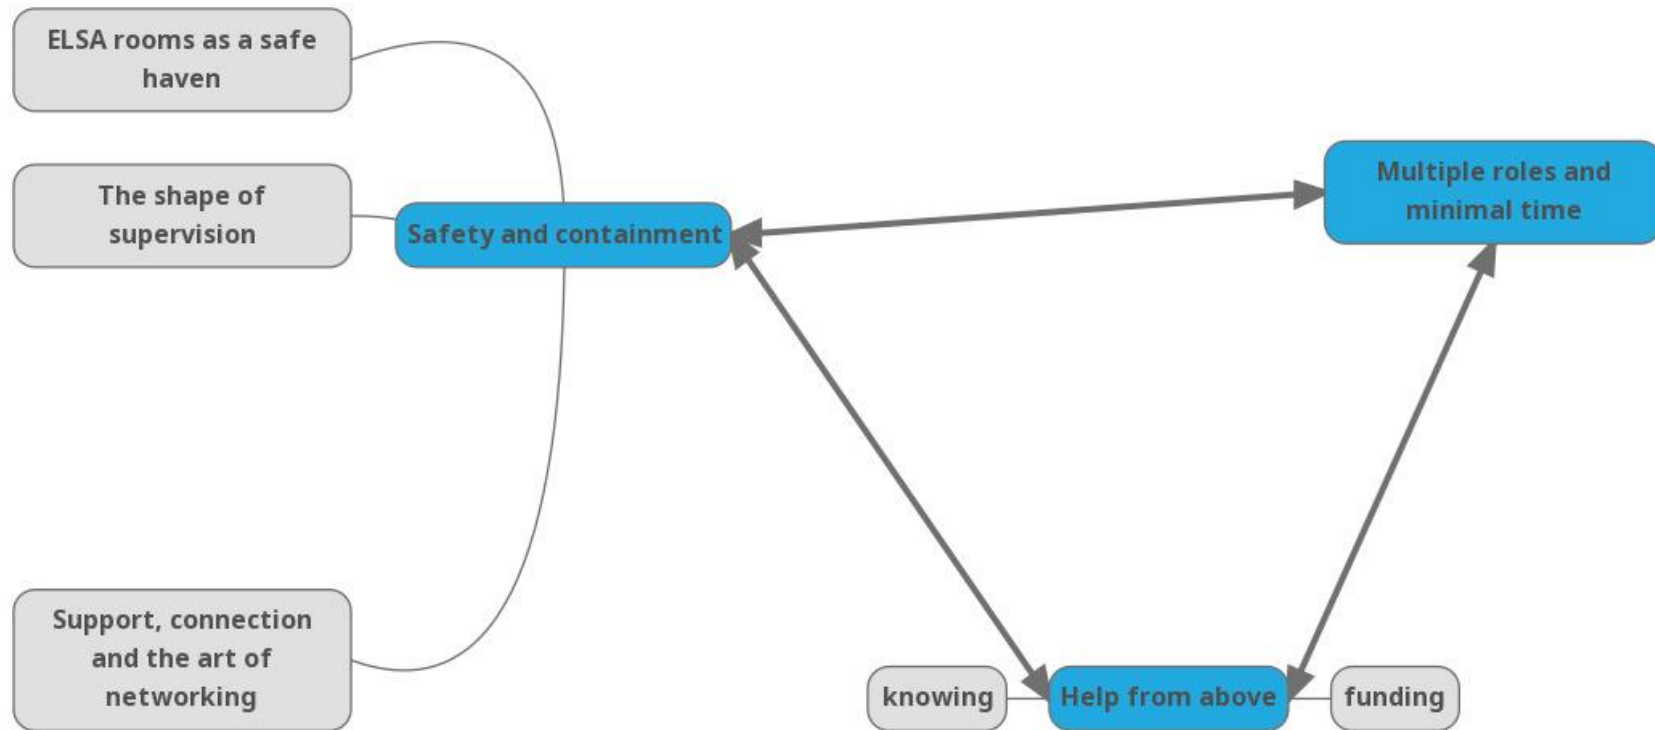 ELSA rooms as a safe
haven
The shape of
supervision
Safety and containment
Multiple roles and
minimal time
Support, connection
and the art of
networking
knowing
Help from above
funding